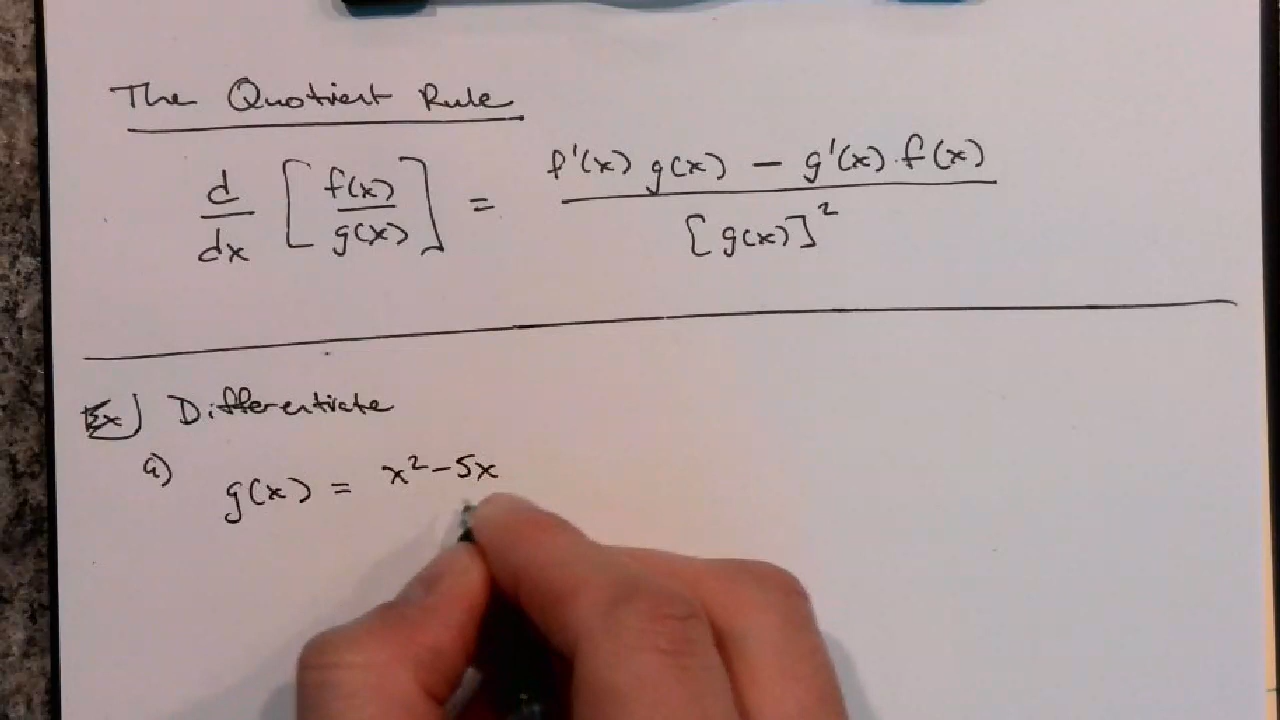 The Quotient Rule
d/dx [f(x)/g(x)] = f'(x) g(x) - g'(x) · f(x) / [g(x)]²
Ex) Differentiate
a) g(x) = x² - 5x